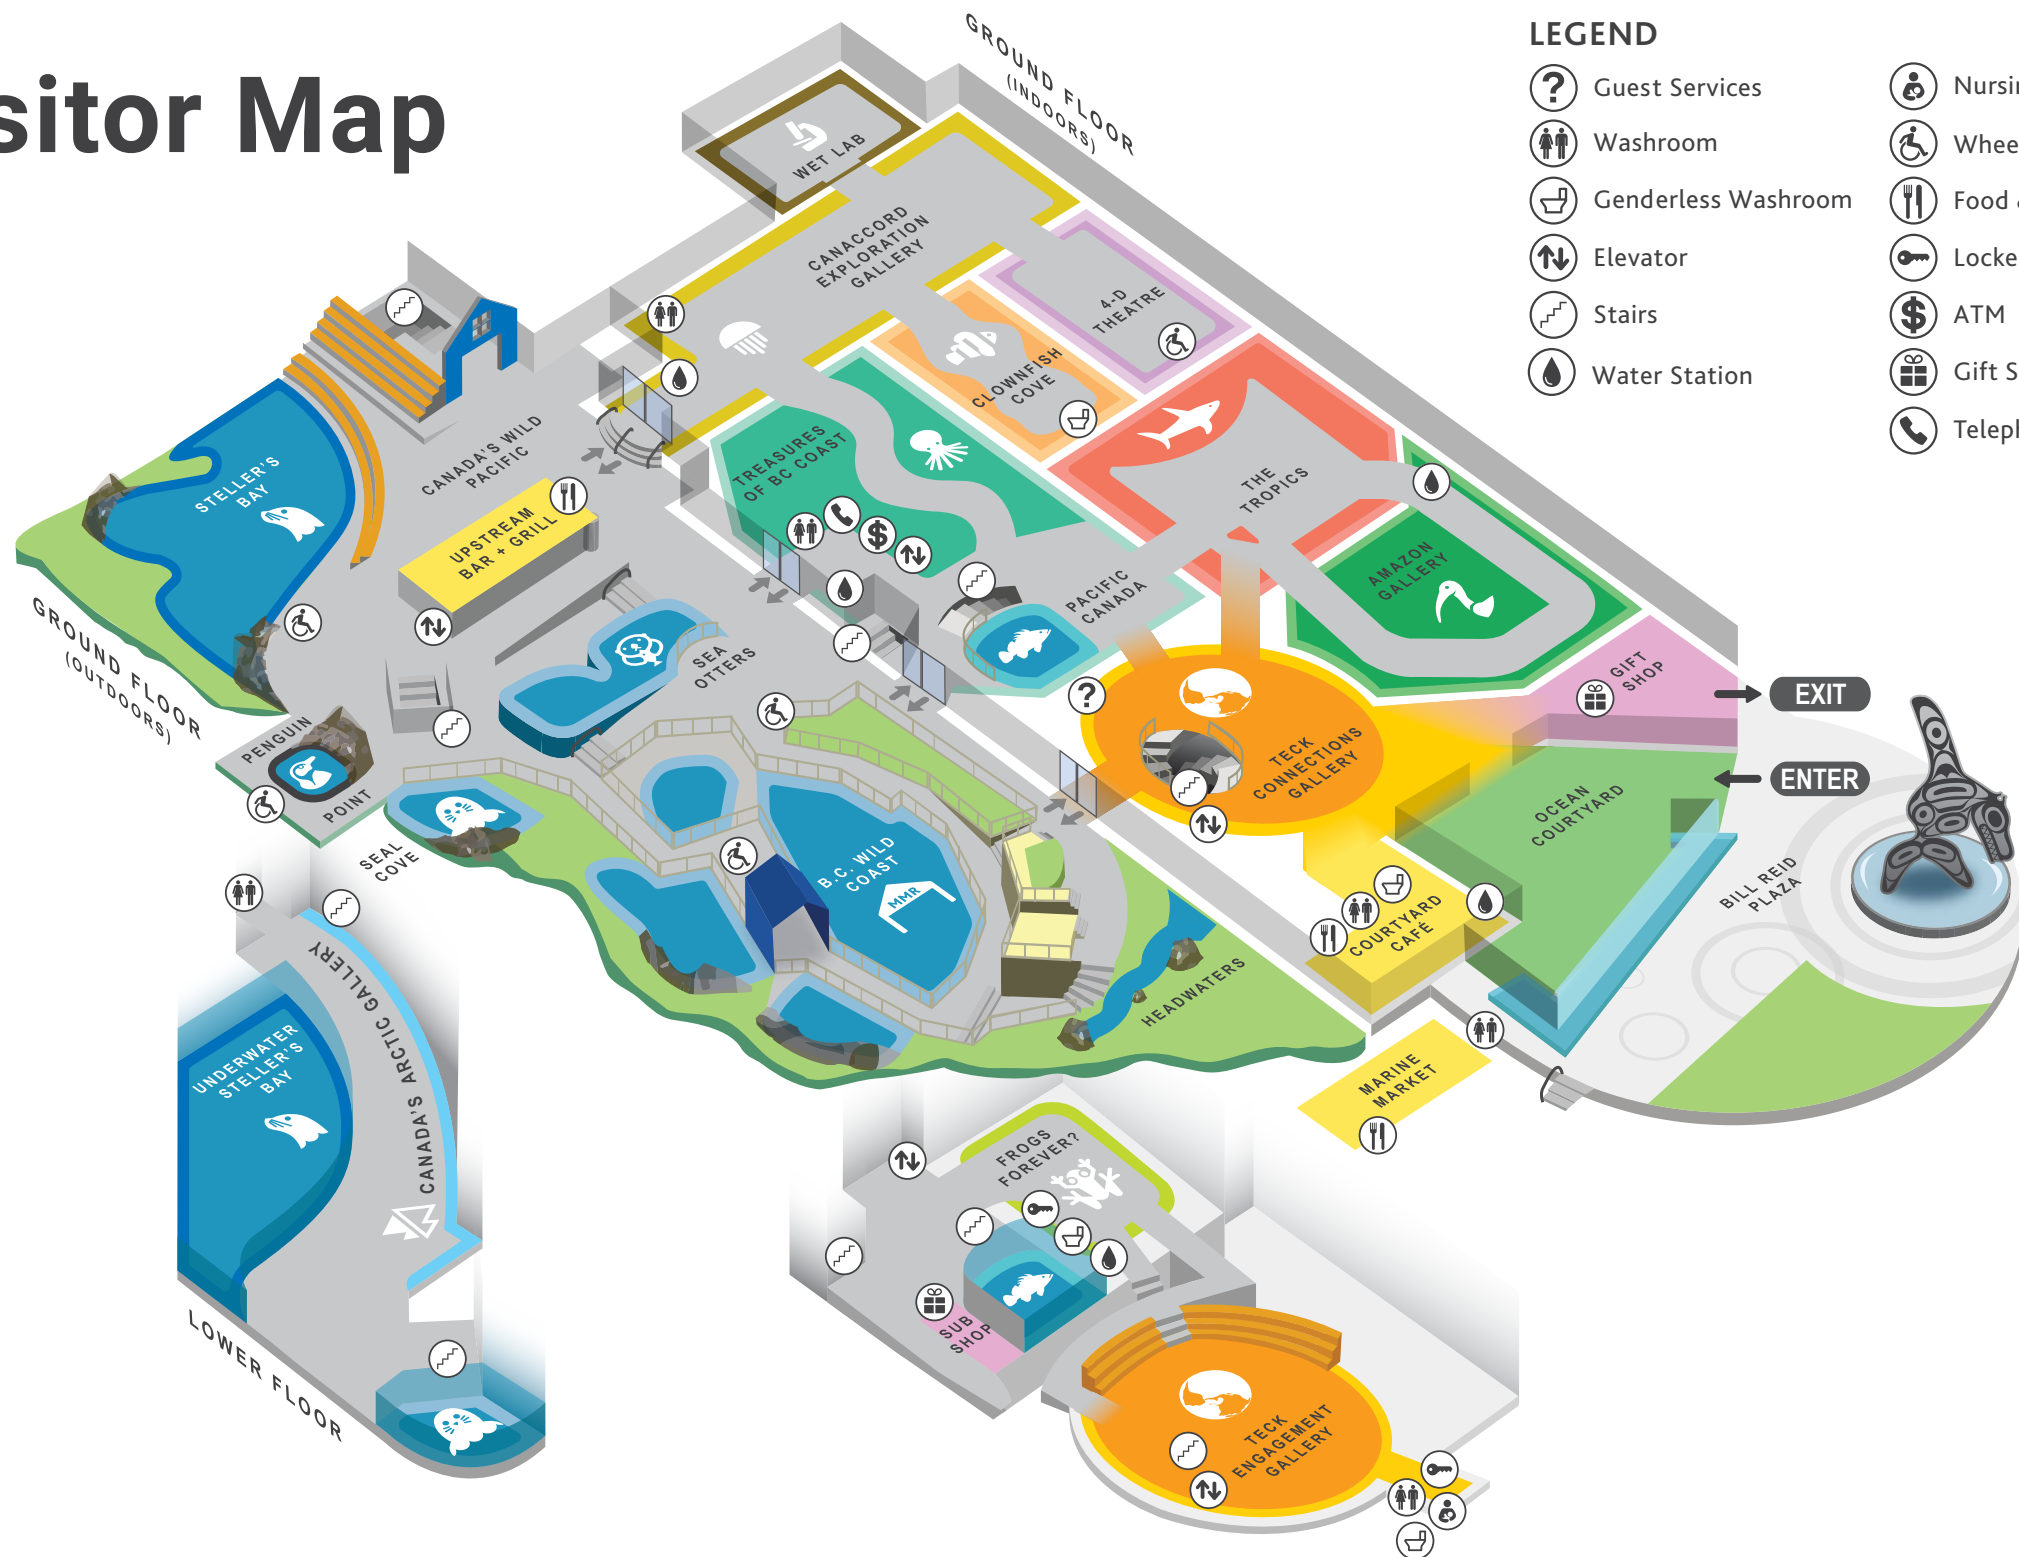 sitor Map
GROUND FLOOR
(INDOORS)
LEGEND
Guest Services
Washroom
Genderless Washroom
Elevator
Stairs
Water Station
Nursin
Whee
Food &
Locke
ATM
Gift S
Teleph
WET LAB
CANACCORD
EXPLORATION
GALLERY
4-D
THEATRE
CLOWNFISH
COVE
TREASURES
OF BC COAST
THE
TROPICS
AMAZON
GALLERY
PACIFIC
CANADA
CANADA'S WILD
PACIFIC
STELLER'S
BAY
UPSTREAM
BAR + GRILL
GROUND FLOOR
(OUTDOORS)
SEA
OTTERS
PENGUIN
POINT
SEAL
COVE
B.C. WILD
COAST
MMR
HEADWATERS
?
TECK
CONNECTIONS
GALLERY
GIFT
SHOP
EXIT
ENTER
OCEAN
COURTYARD
BILL REID
PLAZA
COURTYARD
CAFÉ
MARINE
MARKET
CANADA'S ARCTIC GALLERY
UNDERWATER
STELLER'S
BAY
LOWER FLOOR
FROGS
FOREVER?
SUB
SHOP
TECK
ENGAGEMENT
GALLERY